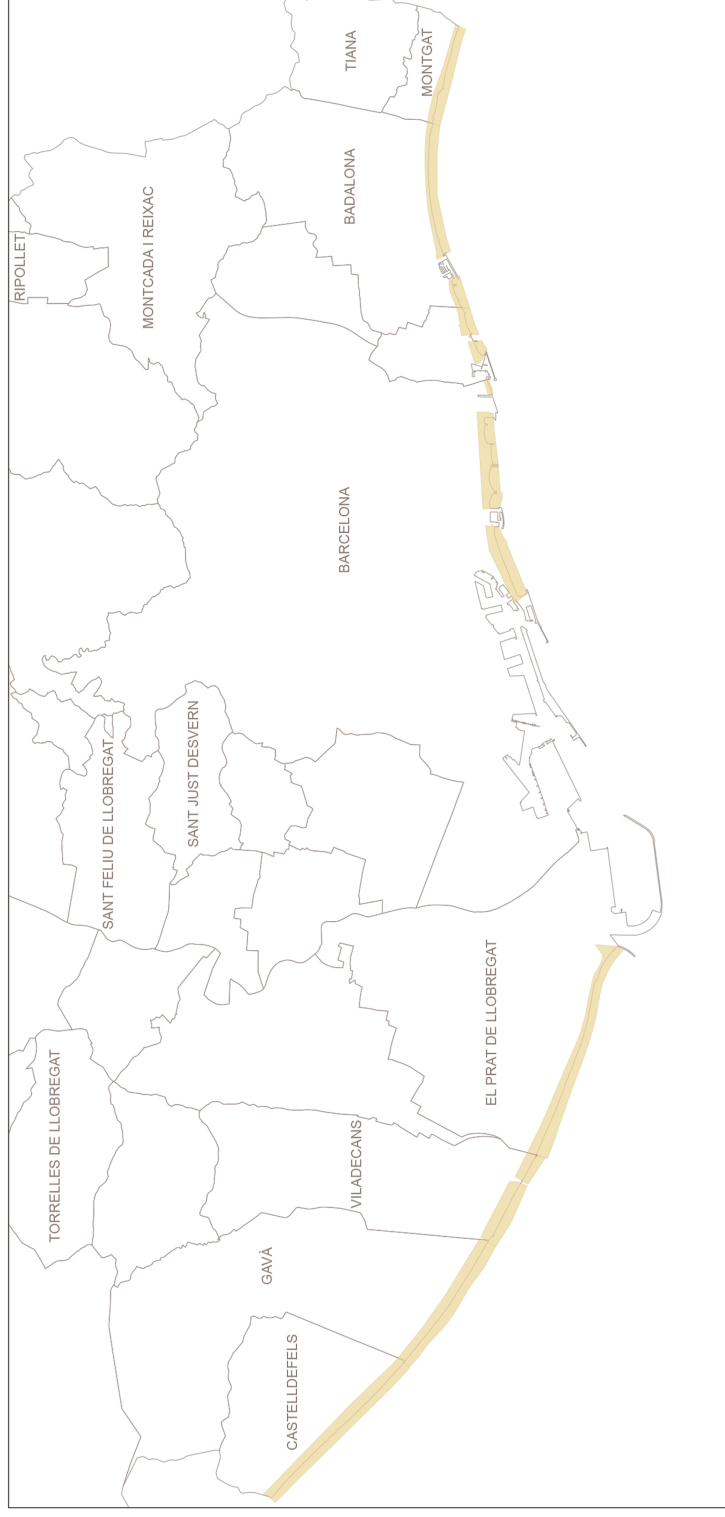 RIPOLLET
TIANA
MONTGAT
MONTCADA I REIXAC
BADALONA
BARCELONA
SANT FELIU DE LLOBREGAT
SANT JUST DESVERN
EL PRAT DE LLOBREGAT
TORRELLES DE LLOBREGAT
VILADECANS
GAVÀ
CASTELLDEFELS